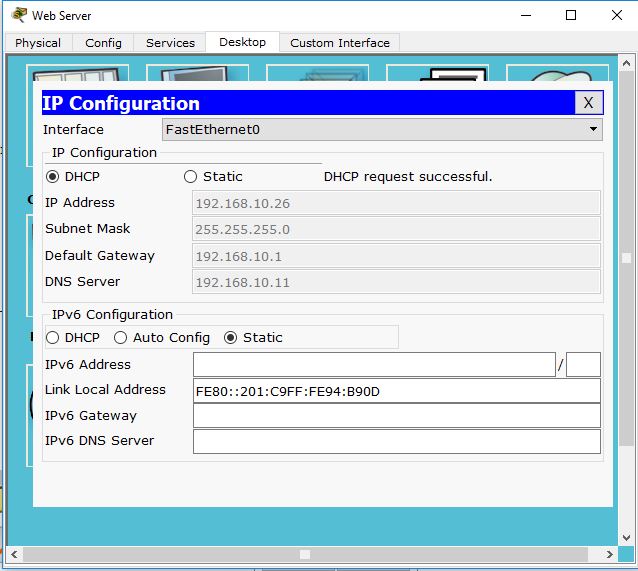 Web Server
Physical Config Services Desktop Custom Interface
IP Configuration X
Interface FastEthernet0
IP Configuration
DHCP Static DHCP request successful.
IP Address 192.168.10.26
Subnet Mask 255.255.255.0
Default Gateway 192.168.10.1
DNS Server 192.168.10.11
IPv6 Configuration
DHCP Auto Config Static
IPv6 Address /
Link Local Address FE80::201:C9FF:FE94:B90D
IPv6 Gateway
IPv6 DNS Server